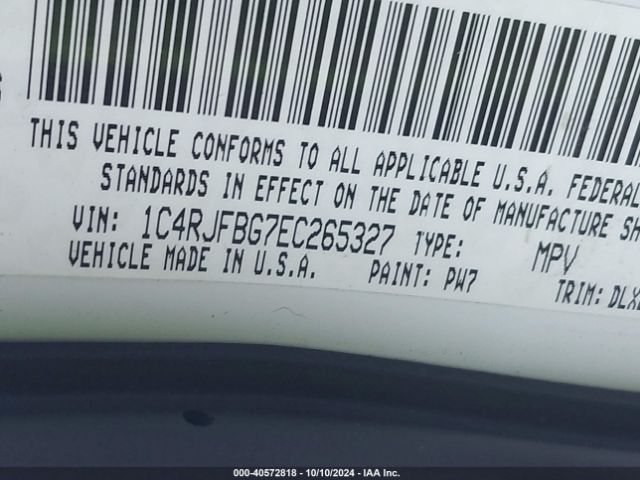 THIS VEHICLE CONFORMS TO ALL APPLICABLE U.S.A. FEDERAL
STANDARDS IN EFFECT ON THE DATE OF MANUFACTURE SH
VIN: 1C4RJFBG7EC265327 TYPE: MPV
VEHICLE MADE IN U.S.A. PAINT: PW7 TRIM: DLX
000-40572818 - 10/10/2024 - IAA Inc.